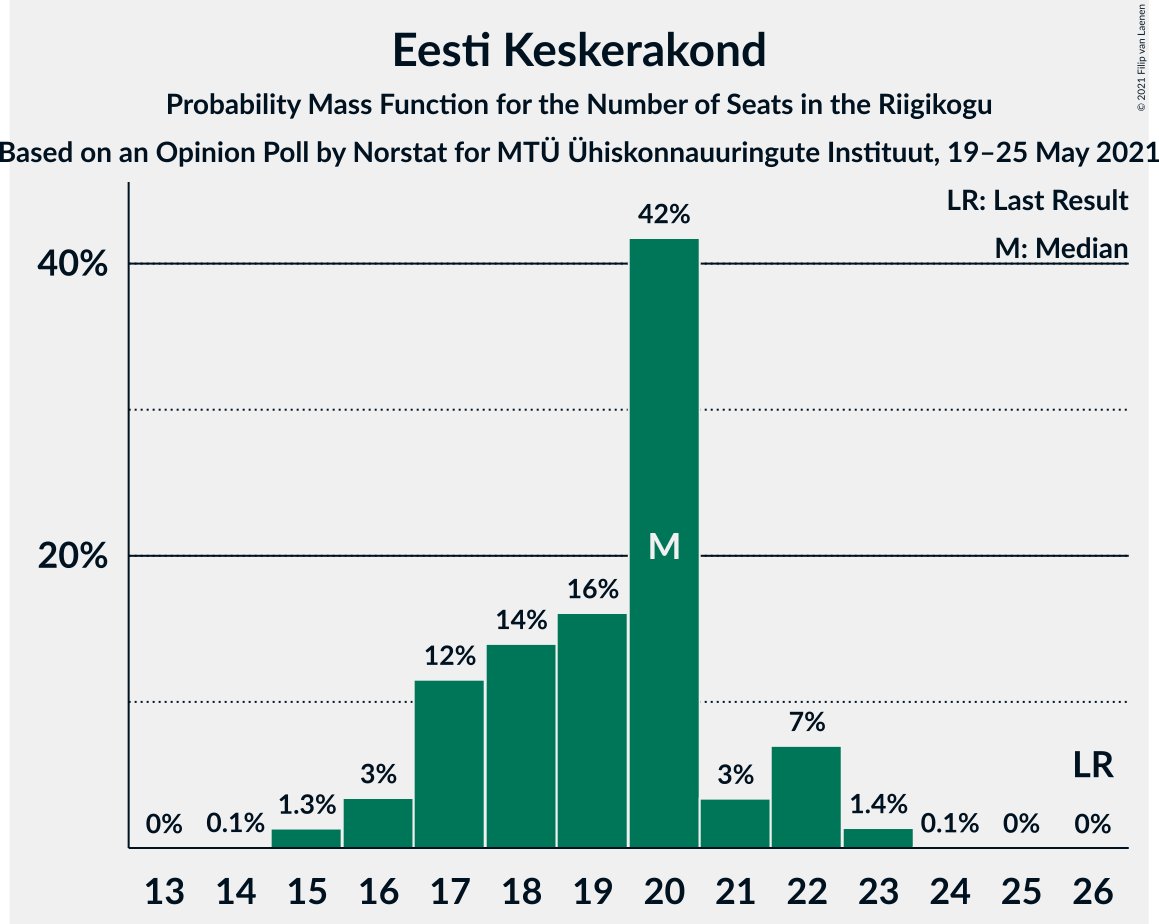 Eesti Keskerakond
Probability Mass Function for the Number of Seats in the Riigikogu
Based on an Opinion Poll by Norstat for MTÜ Ühiskonnauuringute Instituut, 19–25 May 2021
© 2021 Filip van Laenen
LR: Last Result
M: Median
42%
40%
M
20%
16%
14%
12%
7%
LR
3%
3%
1.3%
1.4%
0%
0.1%
0.1%
0%
0%
13 14 15 16 17 18 19 20 21 22 23 24 25 26